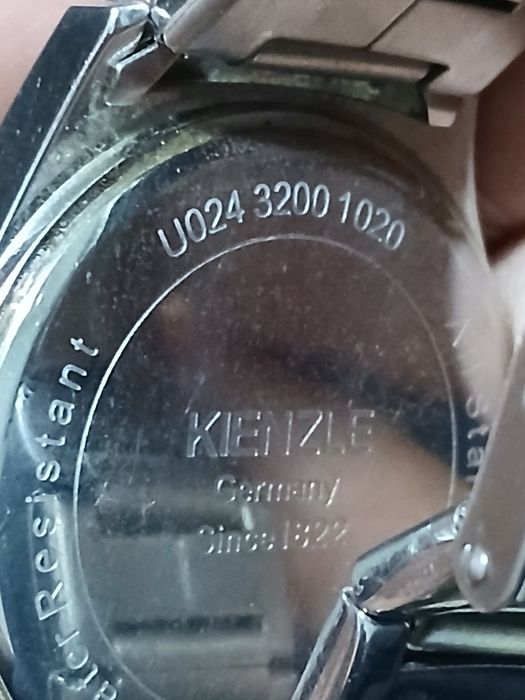 U024 3200 1020
KIENZLE
Germany
Since 1822
Resistant